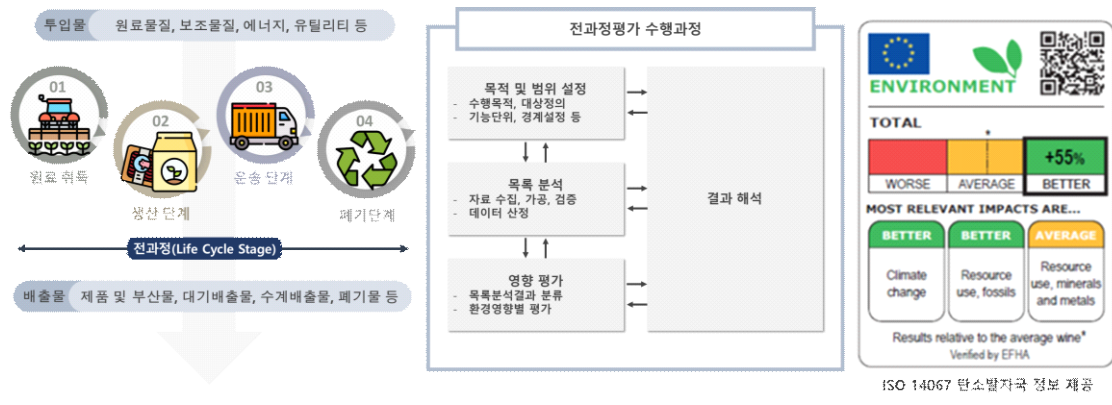 투입물 원료물질, 보조물질, 에너지, 유틸리티 등
01
원료 취득
02
생산 단계
03
운송 단계
04
폐기단계
전과정(Life Cycle Stage)
배출물 제품 및 부산물, 대기배출물, 수계배출물, 폐기물 등
전과정평가 수행과정
목적 및 범위 설정
- 수행목적, 대상정의
- 기능단위, 경계설정 등
목록 분석
- 자료 수집, 가공, 검증
- 데이터 산정
영향 평가
- 목록분석결과 분류
- 환경영향별 평가
결과 해석
ENVIRONMENT
TOTAL
*
+55%
WORSE AVERAGE BETTER
MOST RELEVANT IMPACTS ARE...
BETTER BETTER AVERAGE
Climate change
Resource use, fossils
Resource use, minerals and metals
Results relative to the average wine*
Verified by EFHA
ISO 14067 탄소발자국 정보 제공